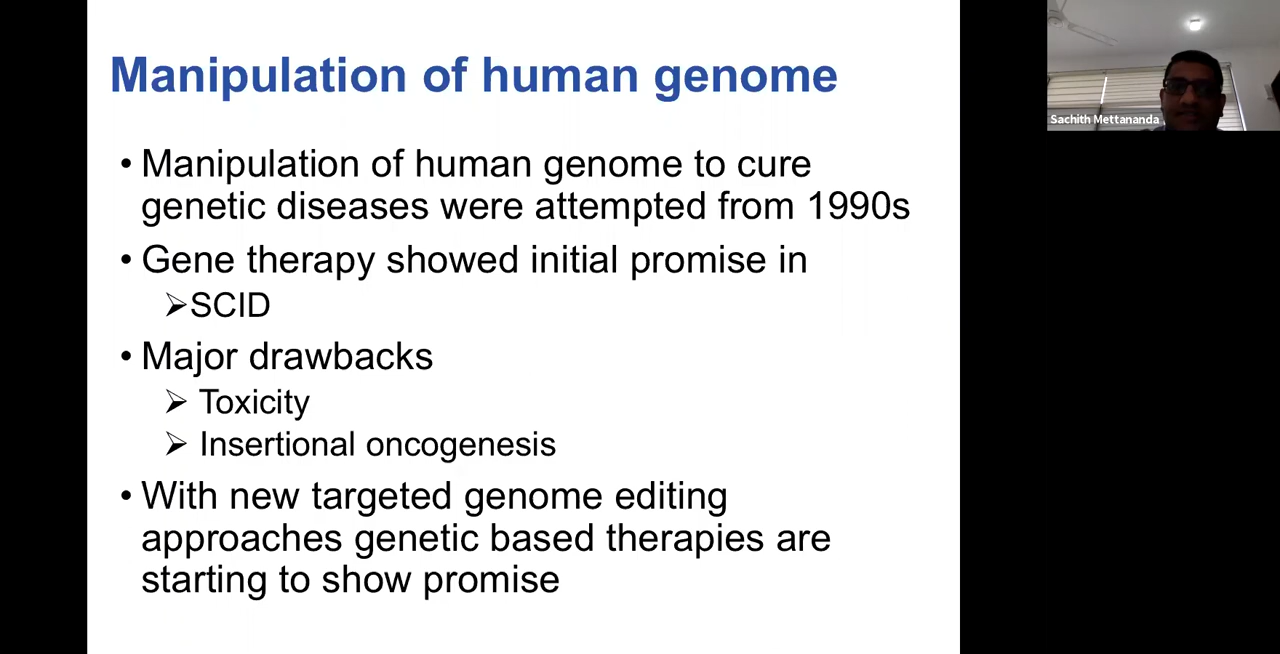 Manipulation of human genome
• Manipulation of human genome to cure
genetic diseases were attempted from 1990s
• Gene therapy showed initial promise in
➢SCID
• Major drawbacks
➢ Toxicity
➢ Insertional oncogenesis
• With new targeted genome editing
approaches genetic based therapies are
starting to show promise
Sachith Mettananda